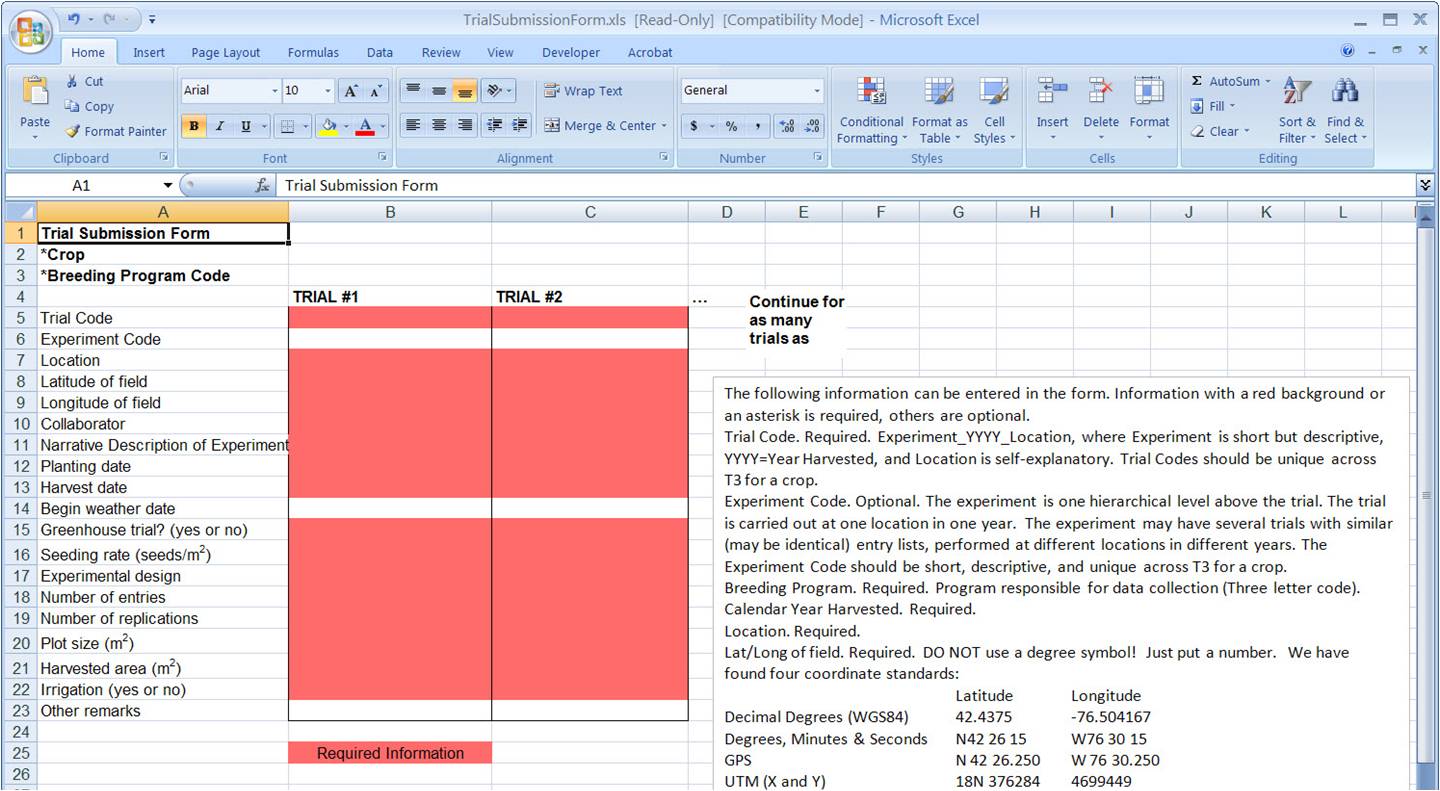 TrialSubmissionForm.xls [Read-Only] [Compatibility Mode] - Microsoft Excel
Home Insert Page Layout Formulas Data Review View Developer Acrobat
Paste
Cut
Copy
Format Painter
Clipboard
Arial 10
B I U
Font
Wrap Text
Merge & Center
Alignment
General
$ % ,
Number
Conditional Formatting
Format as Table
Cell Styles
Styles
Insert Delete Format
Cells
Σ AutoSum
Fill
Clear
Sort & Filter
Find & Select
Editing
A1 fx Trial Submission Form
A B C D E F G H I J K L
1 Trial Submission Form
2 *Crop
3 *Breeding Program Code
4 TRIAL #1 TRIAL #2 ...
Continue for
as many
trials as
5 Trial Code
6 Experiment Code
7 Location
8 Latitude of field
9 Longitude of field
10 Collaborator
11 Narrative Description of Experiment
12 Planting date
13 Harvest date
14 Begin weather date
15 Greenhouse trial? (yes or no)
16 Seeding rate (seeds/m²)
17 Experimental design
18 Number of entries
19 Number of replications
20 Plot size (m²)
21 Harvested area (m²)
22 Irrigation (yes or no)
23 Other remarks
24
25 Required Information
26
The following information can be entered in the form. Information with a red background or
an asterisk is required, others are optional.
Trial Code. Required. Experiment_YYYY_Location, where Experiment is short but descriptive,
YYYY=Year Harvested, and Location is self-explanatory. Trial Codes should be unique across
T3 for a crop.
Experiment Code. Optional. The experiment is one hierarchical level above the trial. The trial
is carried out at one location in one year. The experiment may have several trials with similar
(may be identical) entry lists, performed at different locations in different years. The
Experiment Code should be short, descriptive, and unique across T3 for a crop.
Breeding Program. Required. Program responsible for data collection (Three letter code).
Calendar Year Harvested. Required.
Location. Required.
Lat/Long of field. Required. DO NOT use a degree symbol! Just put a number. We have
found four coordinate standards:
Latitude Longitude
Decimal Degrees (WGS84) 42.4375 -76.504167
Degrees, Minutes & Seconds N42 26 15 W76 30 15
GPS N 42 26.250 W 76 30.250
UTM (X and Y) 18N 376284 4699449